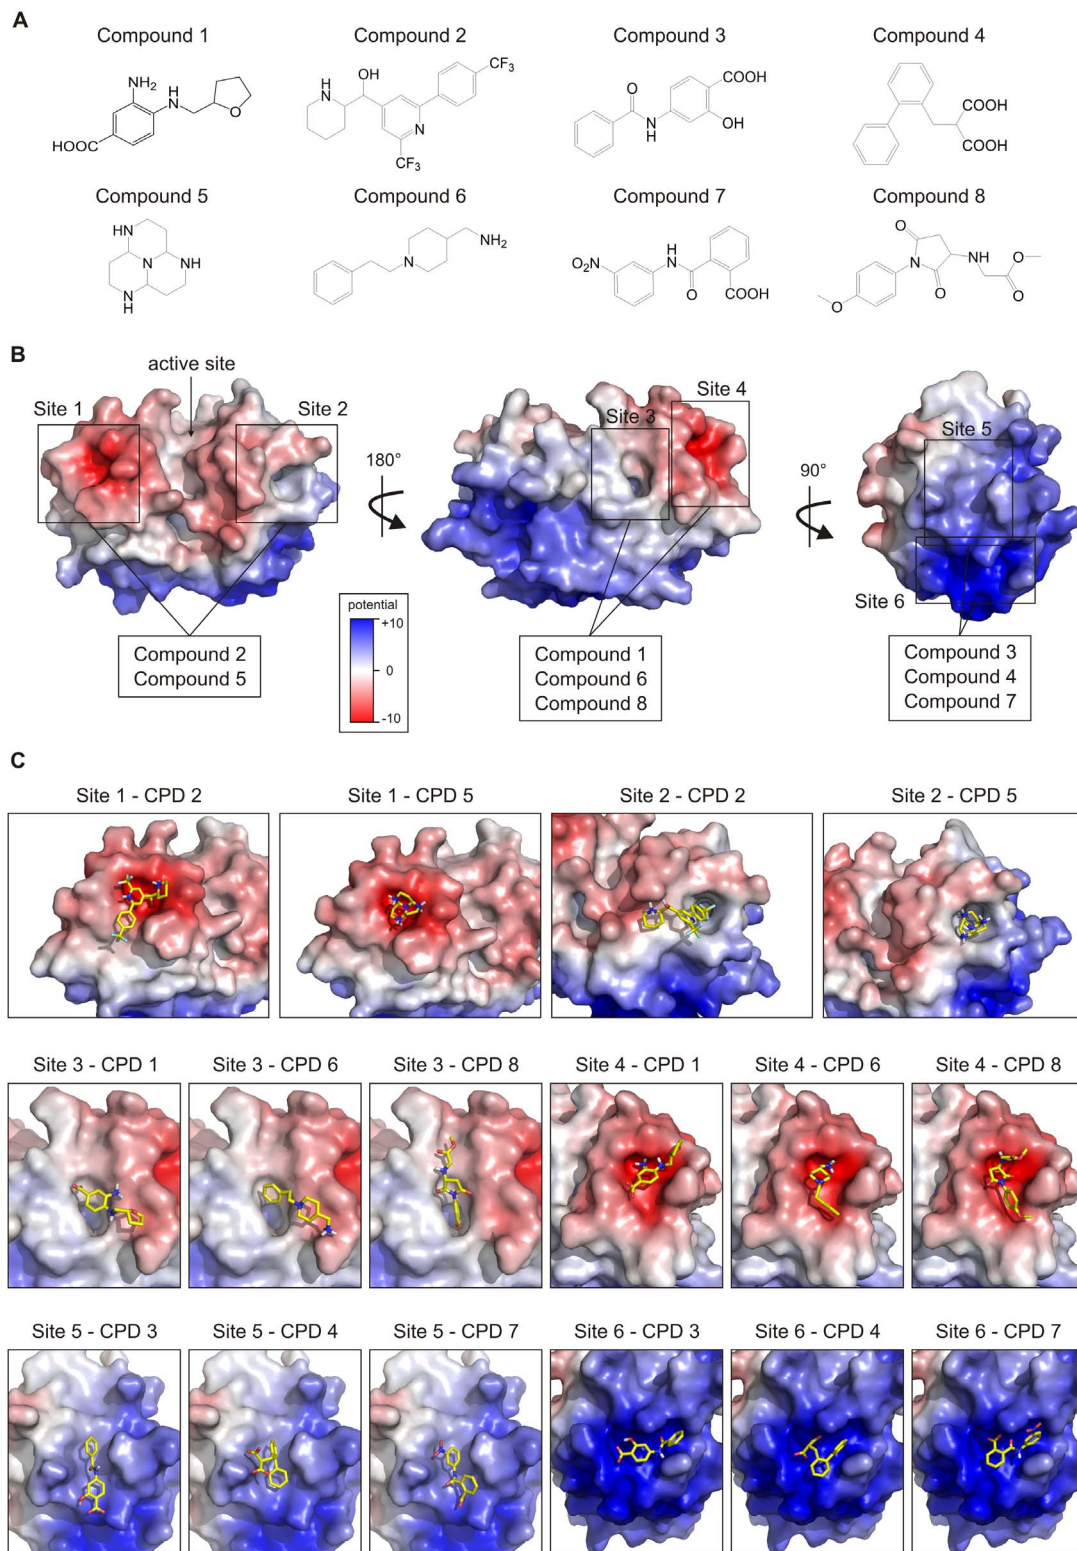 A
Compound 1
Compound 2
Compound 3
Compound 4
NH₂
H
N
O
HOOC
H
N
OH
CF₃
N
CF₃
O
N
H
COOH
OH
COOH
COOH
Compound 5
Compound 6
Compound 7
Compound 8
HN
N
NH
N
H
N
NH₂
O₂N
H
N
O
COOH
O
N
O
NH
O
O
O
B
active site
Site 1
Site 2
180°
Site 3
Site 4
90°
Site 5
Site 6
potential
+10
0
-10
Compound 2
Compound 5
Compound 1
Compound 6
Compound 8
Compound 3
Compound 4
Compound 7
C
Site 1 - CPD 2
Site 1 - CPD 5
Site 2 - CPD 2
Site 2 - CPD 5
Site 3 - CPD 1
Site 3 - CPD 6
Site 3 - CPD 8
Site 4 - CPD 1
Site 4 - CPD 6
Site 4 - CPD 8
Site 5 - CPD 3
Site 5 - CPD 4
Site 5 - CPD 7
Site 6 - CPD 3
Site 6 - CPD 4
Site 6 - CPD 7